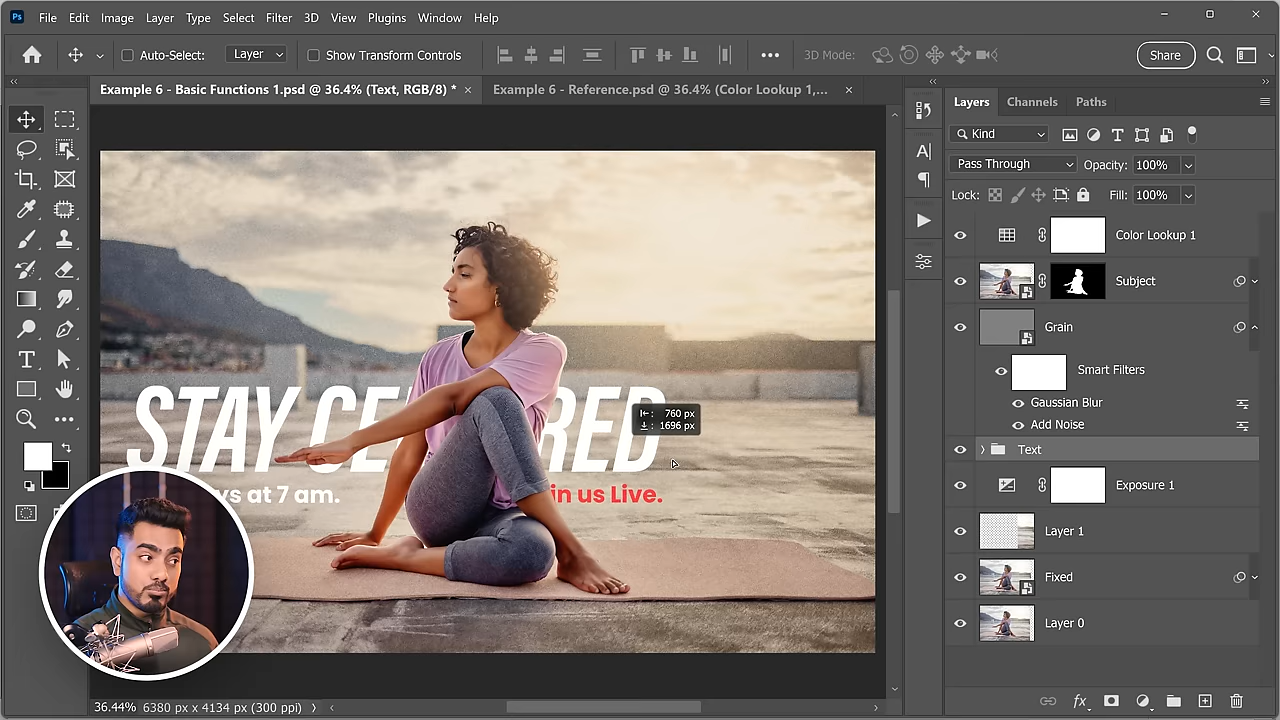 Ps File Edit Image Layer Type Select Filter 3D View Plugins Window Help
Auto-Select: Layer Show Transform Controls 3D Mode: Share
Example 6 - Basic Functions 1.psd @ 36.4% (Text, RGB/8) * × Example 6 - Reference.psd @ 36.4% (Color Lookup 1,... ×
Layers Channels Paths
Kind
Pass Through Opacity: 100%
Lock: Fill: 100%
Color Lookup 1
Subject
Grain
Smart Filters
Gaussian Blur
Add Noise
Text
Exposure 1
Layer 1
Fixed
Layer 0
STAY CE RED
760 px
1696 px
ys at 7 am. in us Live.
36.44% 6380 px x 4134 px (300 ppi)